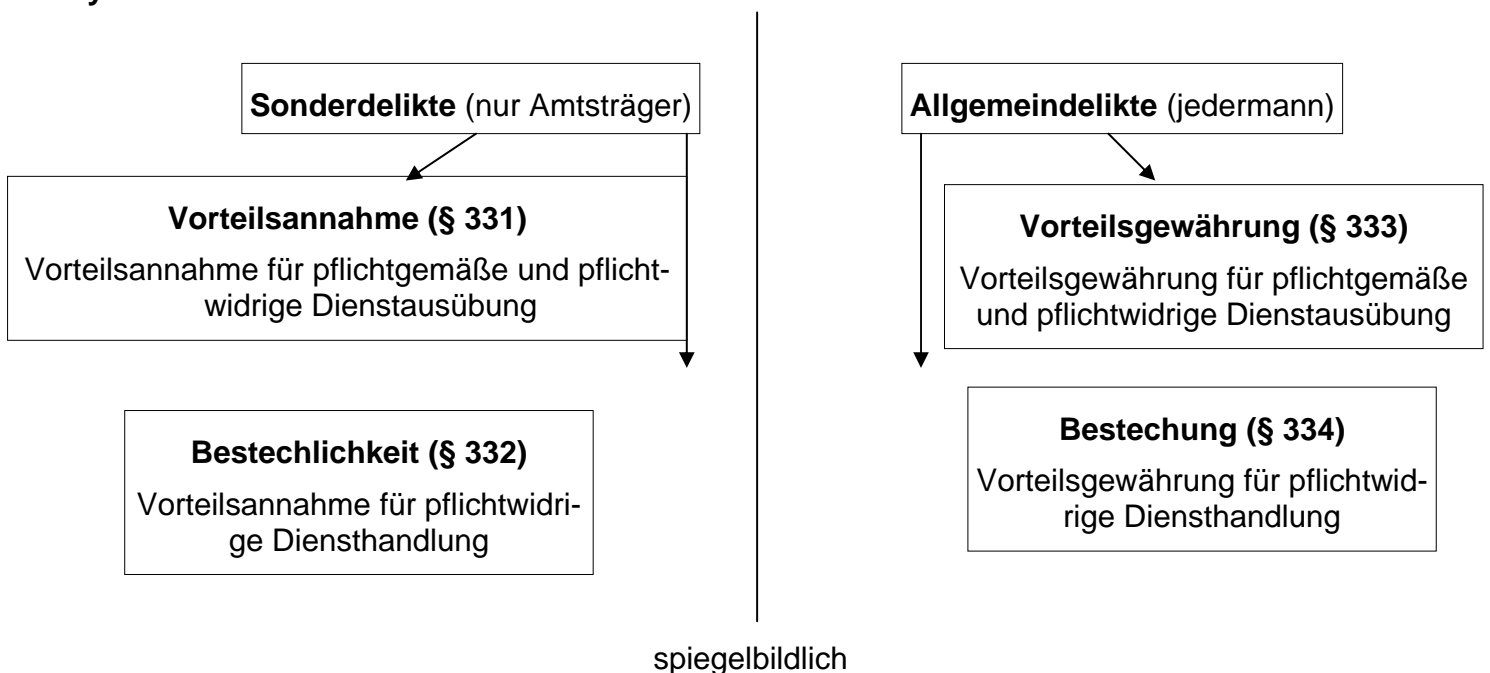 Sonderdelikte (nur Amtsträger)
Vorteilsannahme (§ 331)
Vorteilsannahme für pflichtgemäße und pflicht-
widrige Dienstausübung
Bestechlichkeit (§ 332)
Vorteilsannahme für pflichtwidri-
ge Diensthandlung
Allgemeindelikte (jedermann)
Vorteilsgewährung (§ 333)
Vorteilsgewährung für pflichtgemäße
und pflichtwidrige Dienstausübung
Bestechung (§ 334)
Vorteilsgewährung für pflichtwid-
rige Diensthandlung
spiegelbildlich